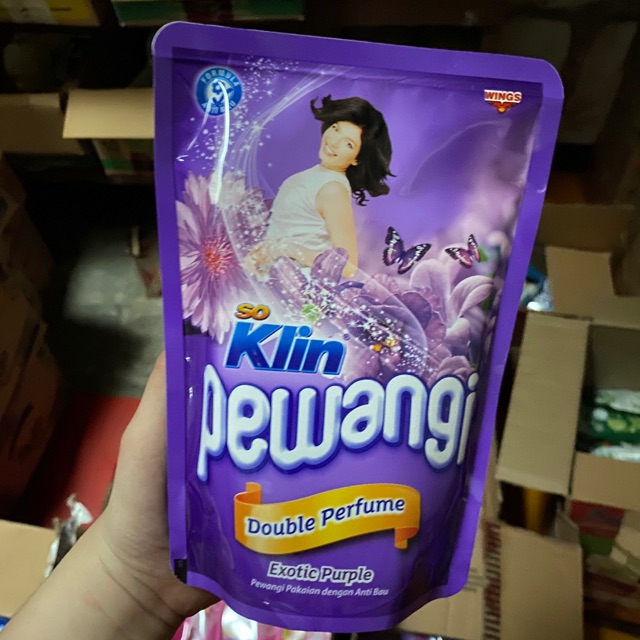 WINGS
SO
Klin
pewangi
Double Perfume
Exotic Purple
Pewangi Pakaian dengan Anti Bau